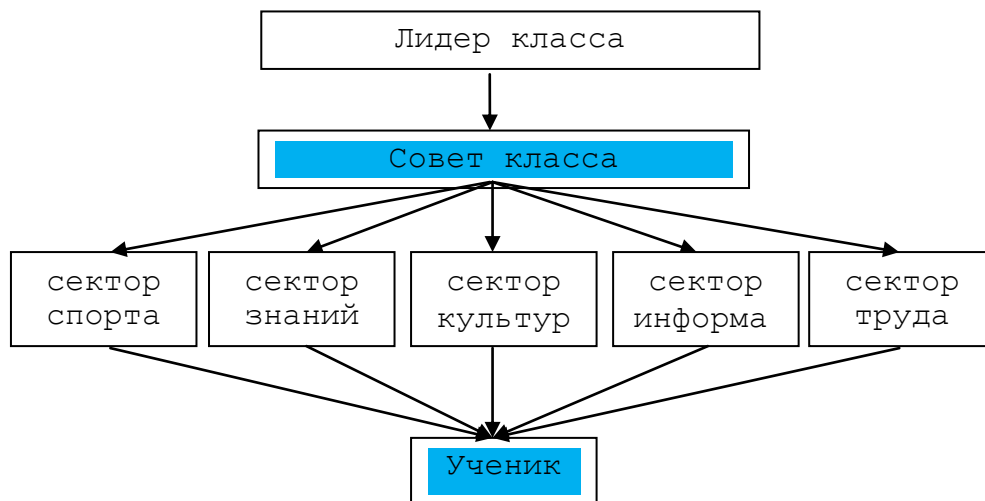 Лидер класса
Совет класса
сектор
спорта
сектор
знаний
сектор
культур
сектор
информа
сектор
труда
Ученик